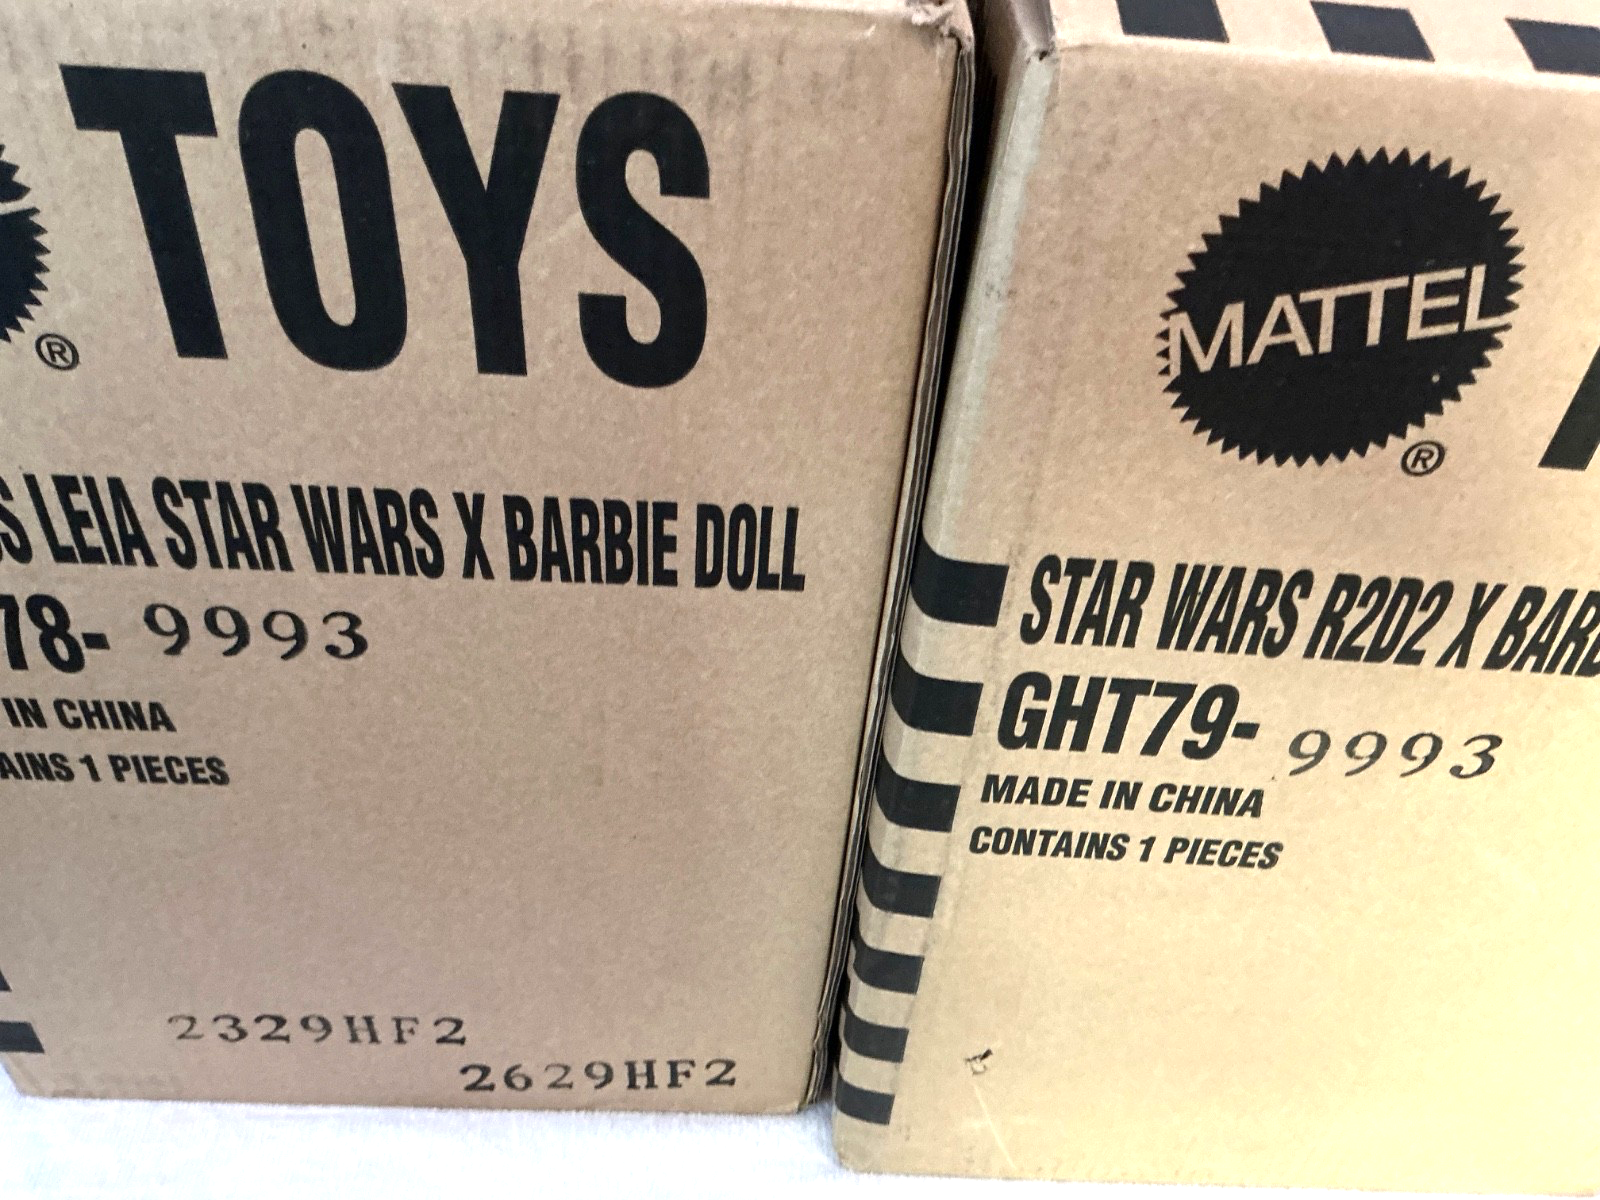 TOYS
®
S LEIA STAR WARS X BARBIE DOLL
78- 9993
IN CHINA
AINS 1 PIECES
2329HF2
2629HF2
MATTEL
®
STAR WARS R2D2 X BARB
GHT79- 9993
MADE IN CHINA
CONTAINS 1 PIECES